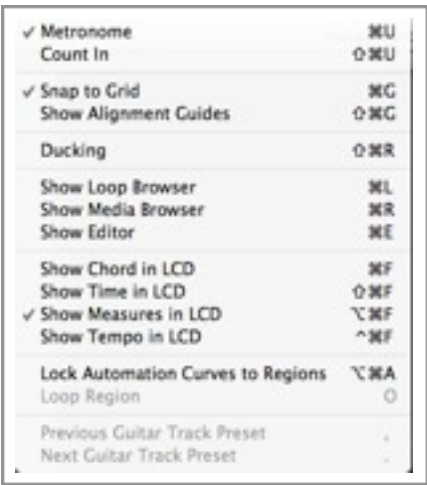 ✓ Metronome ⌘U
Count In ⇧⌘U
✓ Snap to Grid ⌘G
Show Alignment Guides ⇧⌘G
Ducking ⇧⌘R
Show Loop Browser ⌘L
Show Media Browser ⌘R
Show Editor ⌘E
Show Chord in LCD ⌘F
Show Time in LCD ⇧⌘F
✓ Show Measures in LCD ⌥⌘F
Show Tempo in LCD ^⌘F
Lock Automation Curves to Regions ⌥⌘A
Loop Region O
Previous Guitar Track Preset
Next Guitar Track Preset